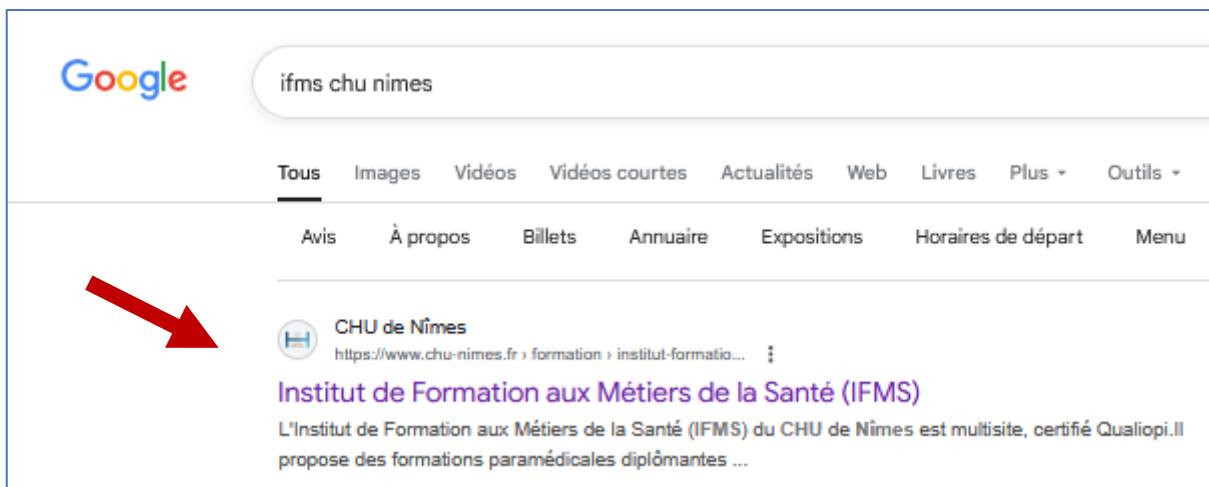 Google
ifms chu nimes
Tous Images Vidéos Vidéos courtes Actualités Web Livres Plus Outils
Avis À propos Billets Annuaire Expositions Horaires de départ Menu
CHU de Nîmes
https://www.chu-nimes.fr › formation › institut-formatio...
Institut de Formation aux Métiers de la Santé (IFMS)
L'Institut de Formation aux Métiers de la Santé (IFMS) du CHU de Nîmes est multisite, certifié Qualiopi.Il
propose des formations paramédicales diplômantes ...